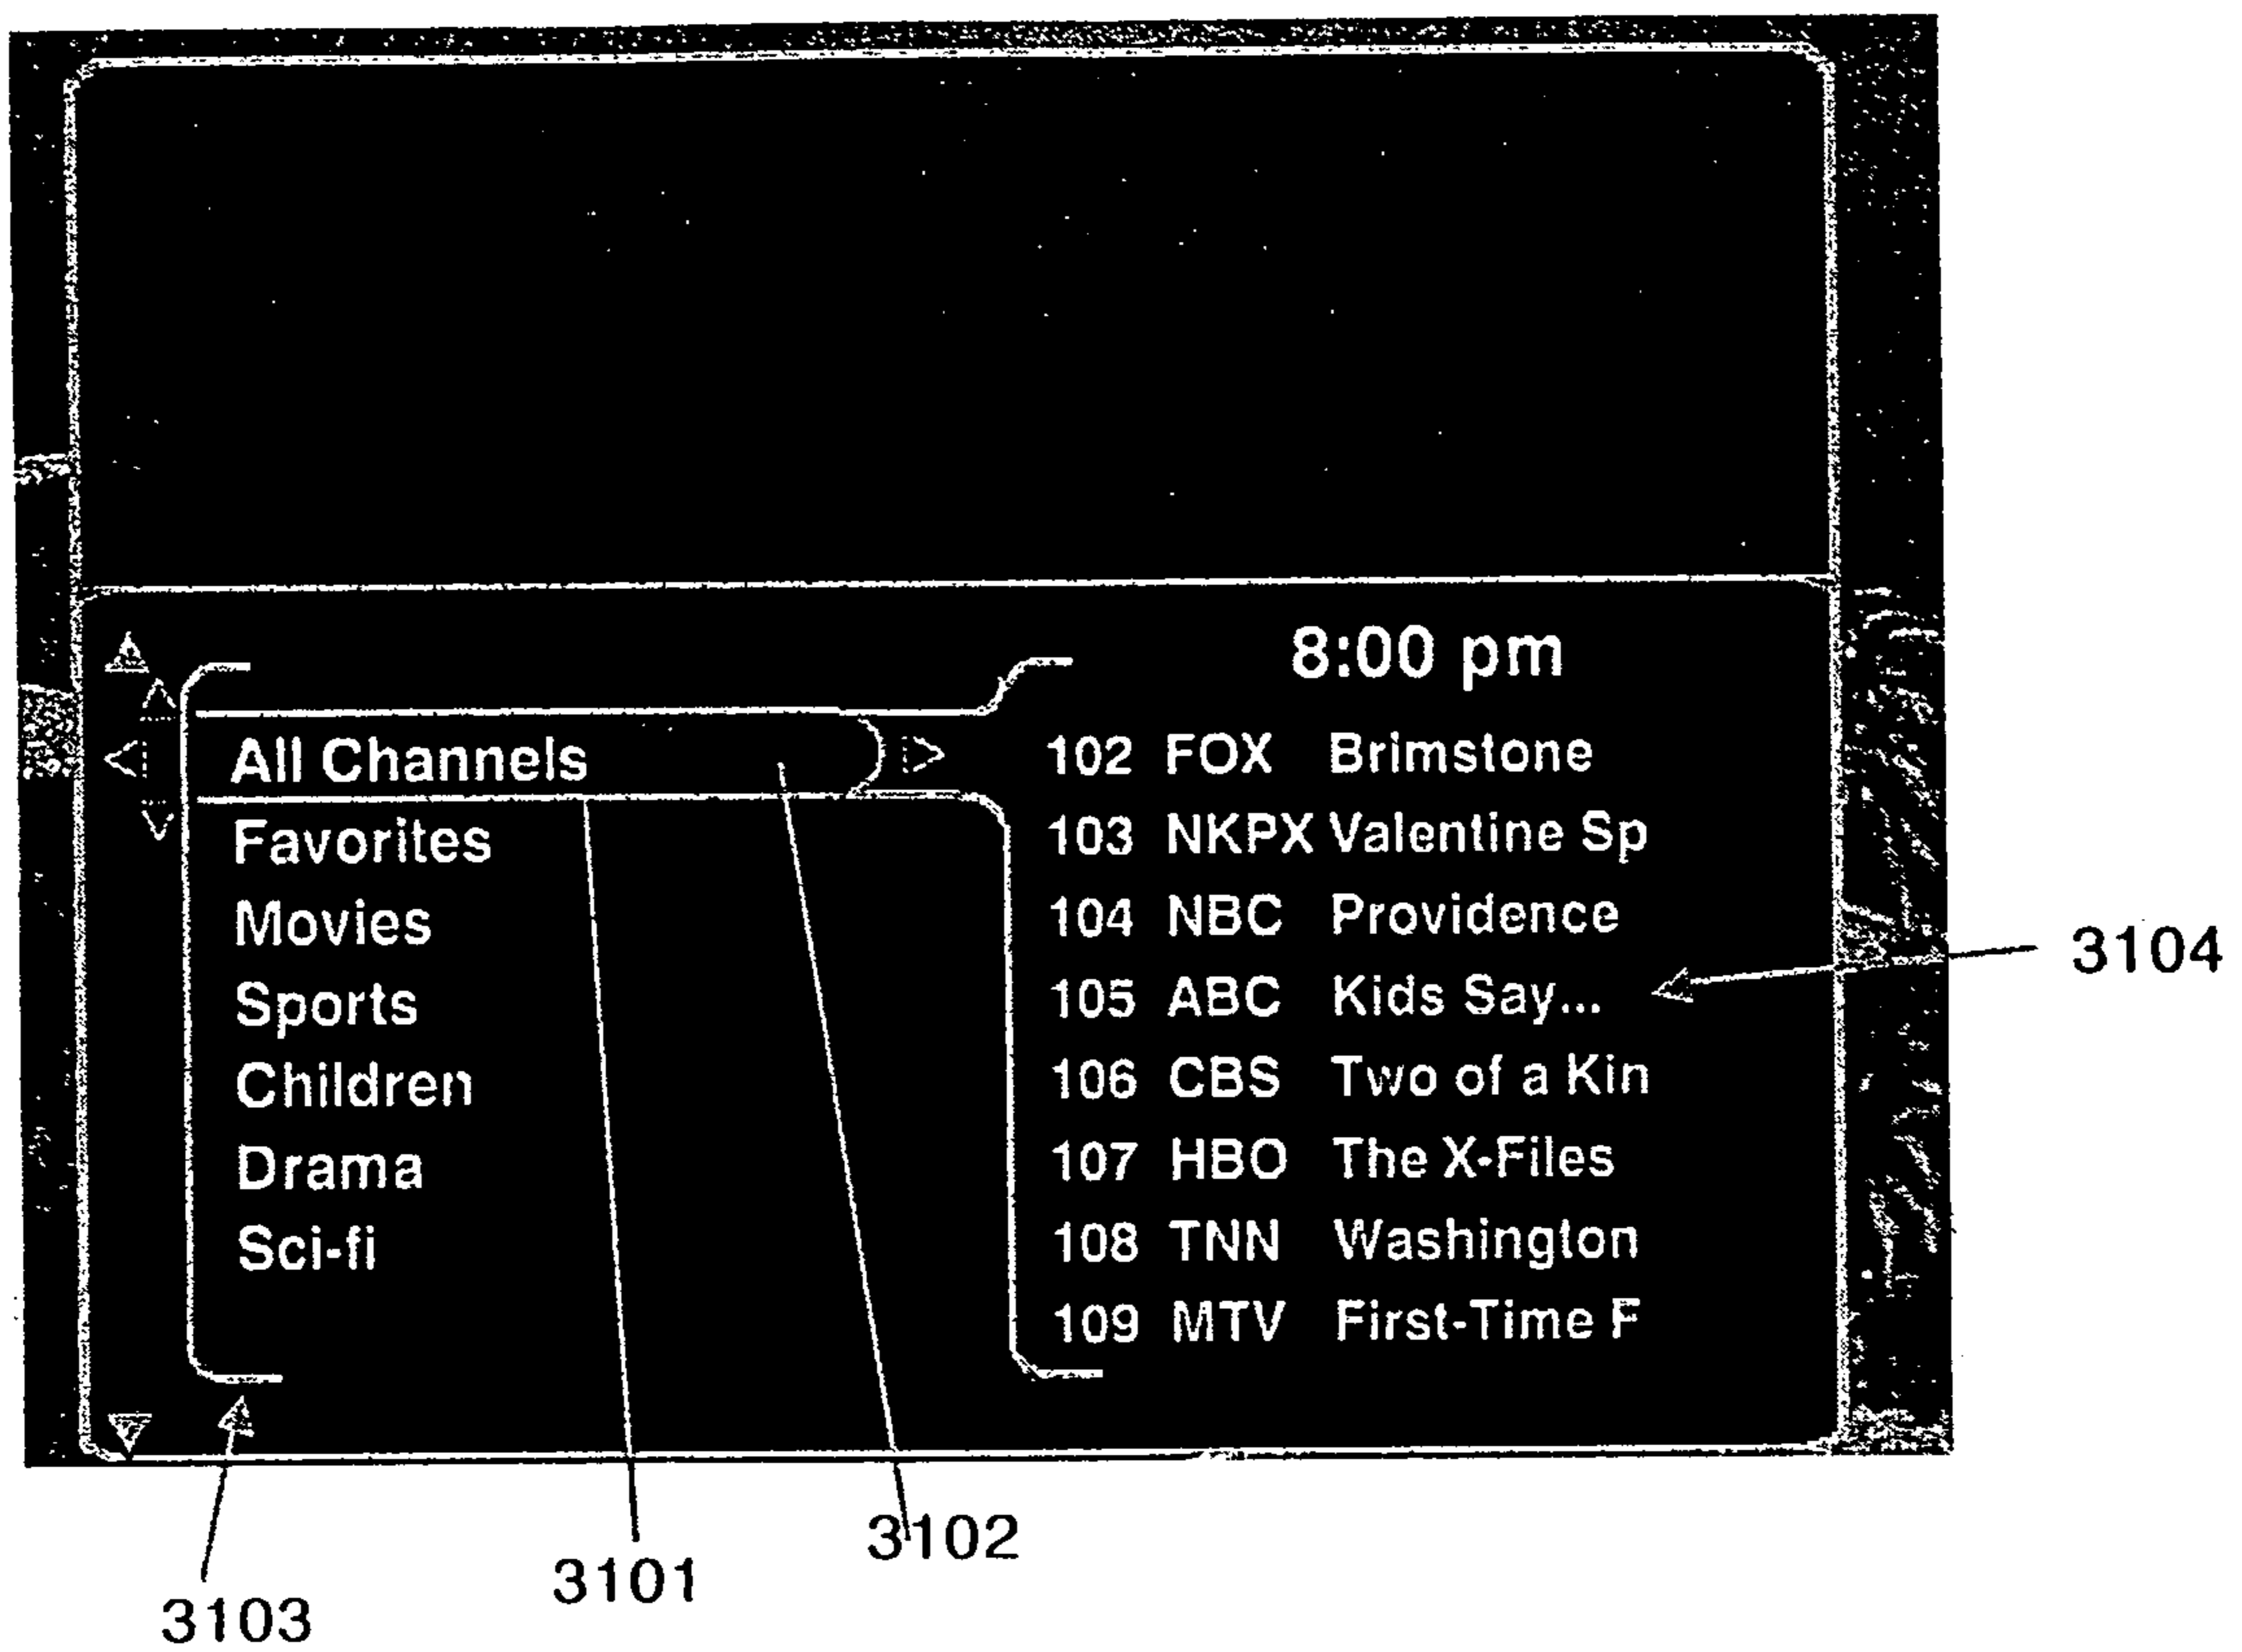 8:00 pm
All Channels
Favorites
Movies
Sports
Children
Drama
Sci-fi
102 FOX Brimstone
103 NKPX Valentine Sp
104 NBC Providence
105 ABC Kids Say...
106 CBS Two of a Kin
107 HBO The X-Files
108 TNN Washington
109 MTV First-Time F
3104
3102
3101
3103